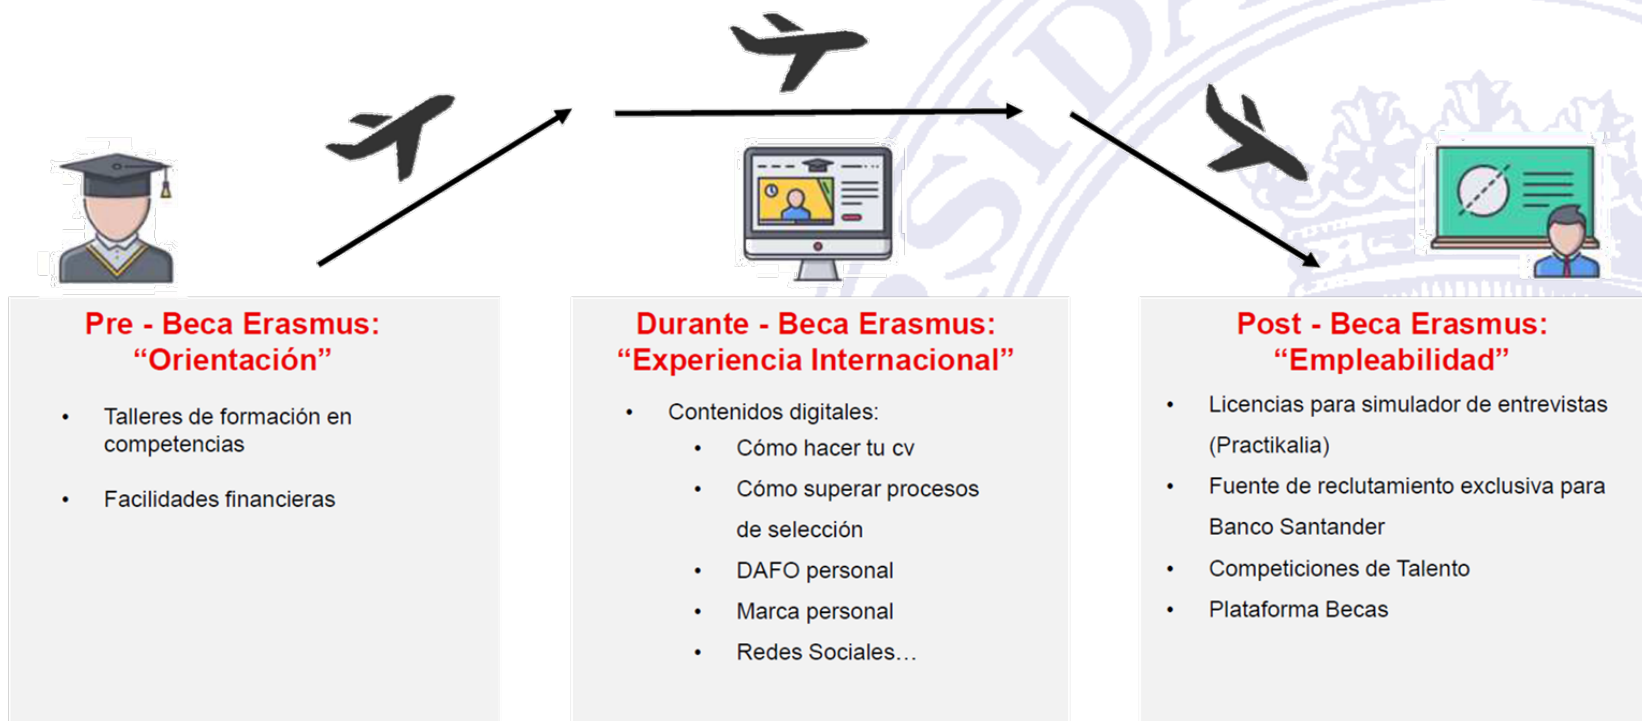 Pre - Beca Erasmus:
“Orientación”
• Talleres de formación en
competencias
• Facilidades financieras
Durante - Beca Erasmus:
“Experiencia Internacional”
• Contenidos digitales:
• Cómo hacer tu cv
• Cómo superar procesos
de selección
• DAFO personal
• Marca personal
• Redes Sociales…
Post - Beca Erasmus:
“Empleabilidad”
• Licencias para simulador de entrevistas
(Practikalia)
• Fuente de reclutamiento exclusiva para
Banco Santander
• Competiciones de Talento
• Plataforma Becas